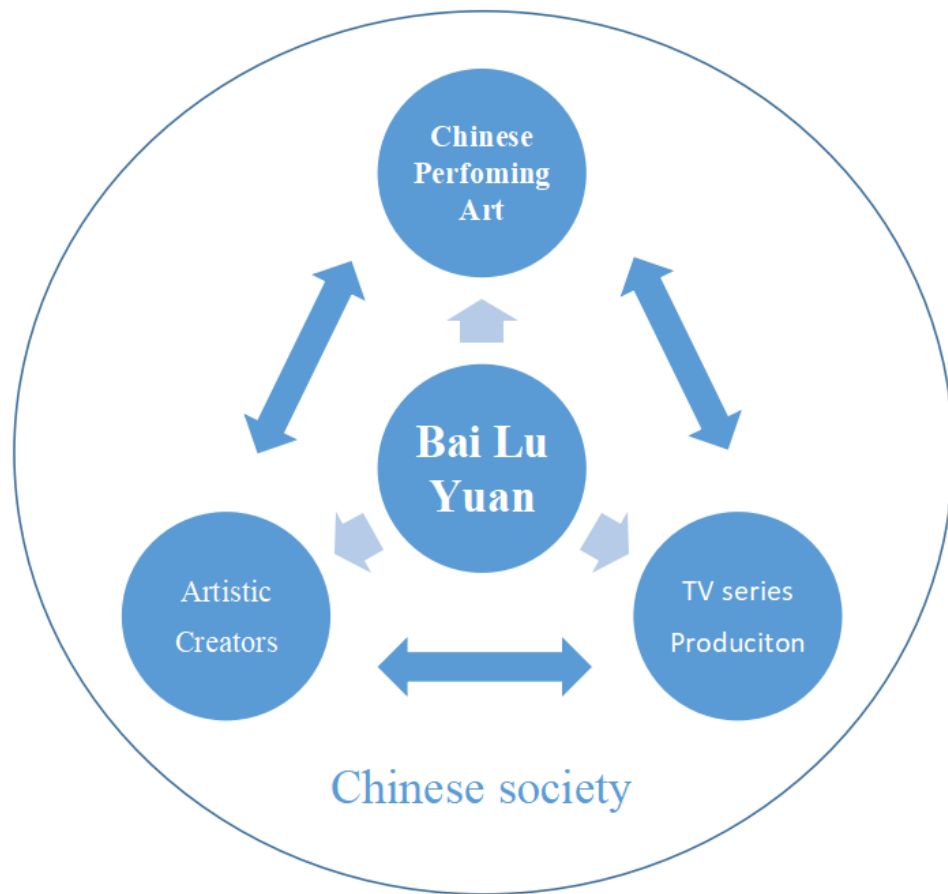 Chinese
Perfoming
Art
Bai Lu
Yuan
Artistic
Creators
TV series
Produciton
Chinese society